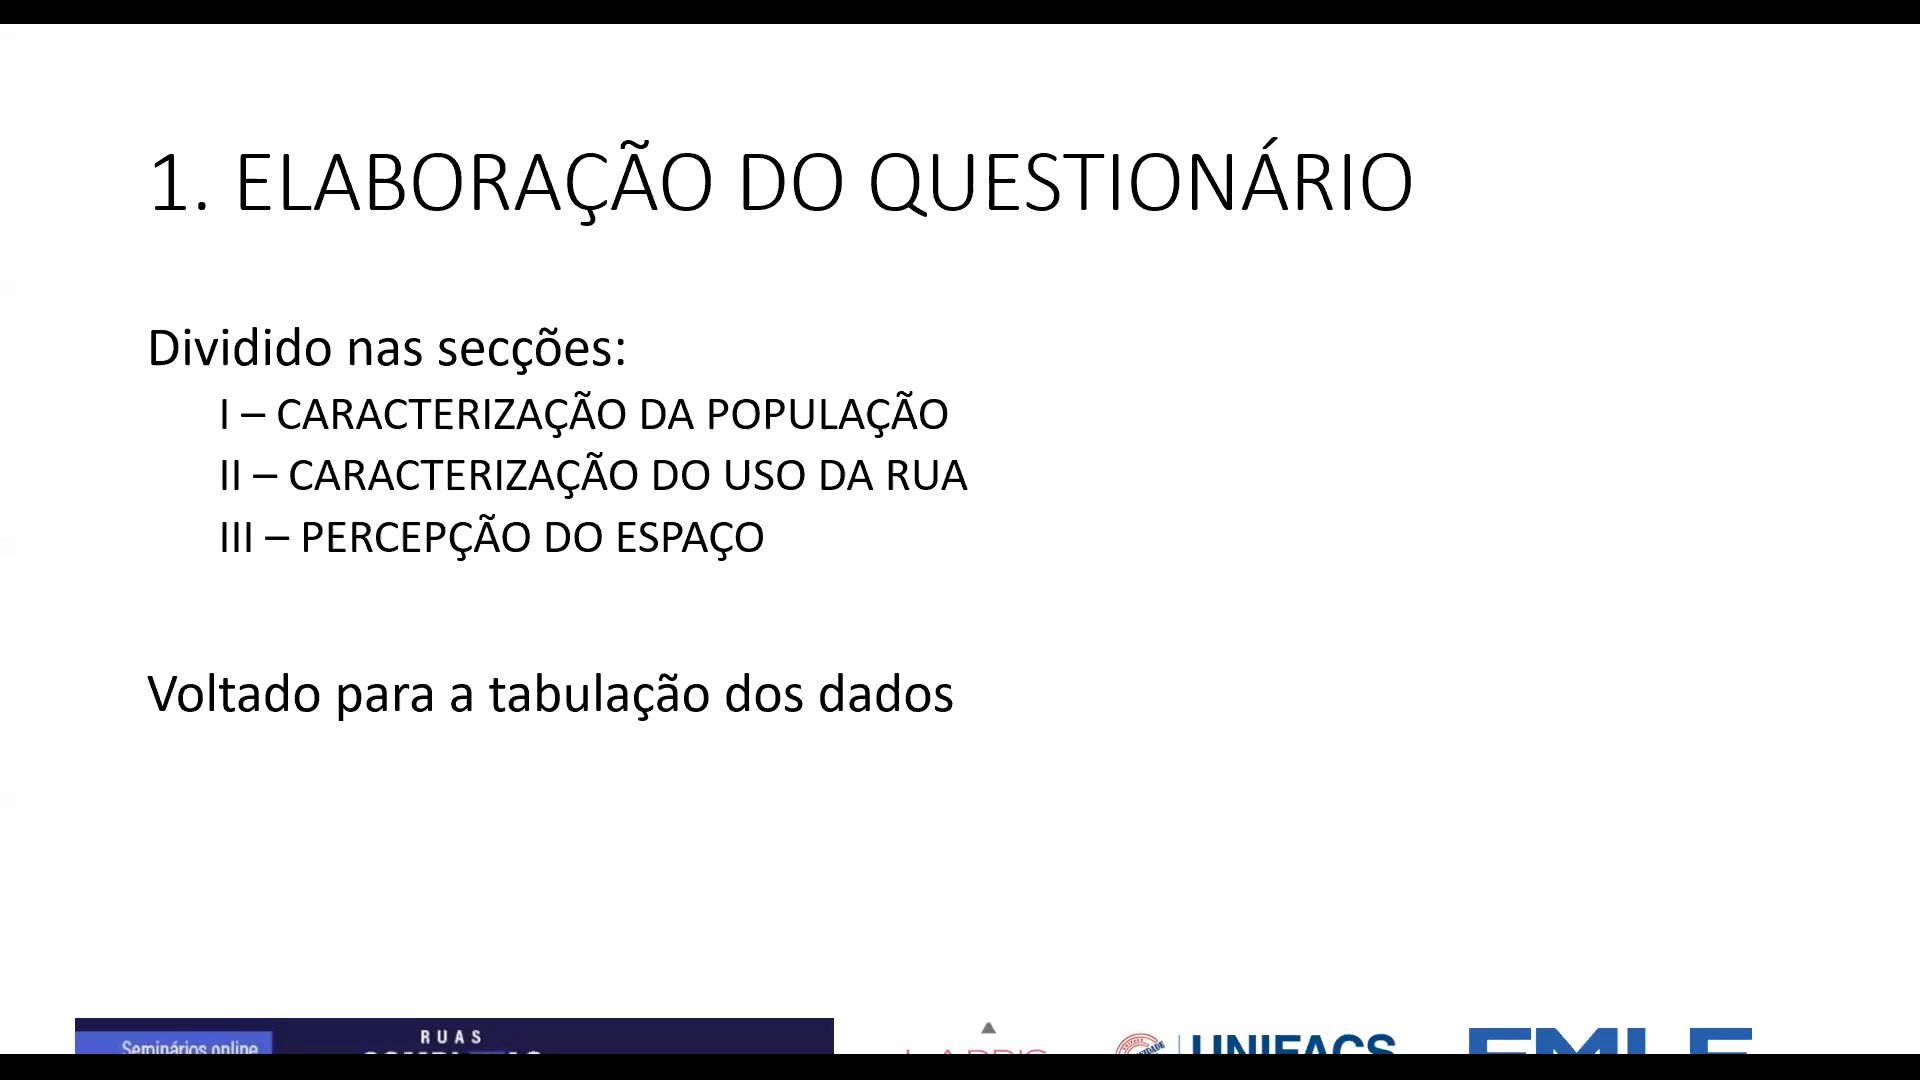 1. ELABORAÇÃO DO QUESTIONÁRIO
Dividido nas secções:
I – CARACTERIZAÇÃO DA POPULAÇÃO
II – CARACTERIZAÇÃO DO USO DA RUA
III – PERCEPÇÃO DO ESPAÇO
Voltado para a tabulação dos dados
Seminários online
RUAS
UNIFACS